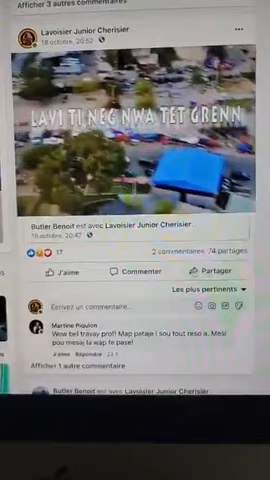 Afficher 3 autres commentaires
Lavoisier Junior Cherisier
18 octobre, 20:52
LAVI TI NEG NWA TET GRENN
Butler Benoit est avec Lavoisier Junior Cherisier.
16 octobre, 20:47
17
2 commentaires 74 partages
J'aime Commenter Partager
Les plus pertinents
Écrivez un commentaire...
Martine Piquion
Wow bel travay prof! Map pataje l sou tout reso a. Mesi
pou mesaj la wap fe pase!
J'aime Répondre
Afficher 1 autre commentaire
Butler Benoit est avec Lavoisier Junior Cherisier.